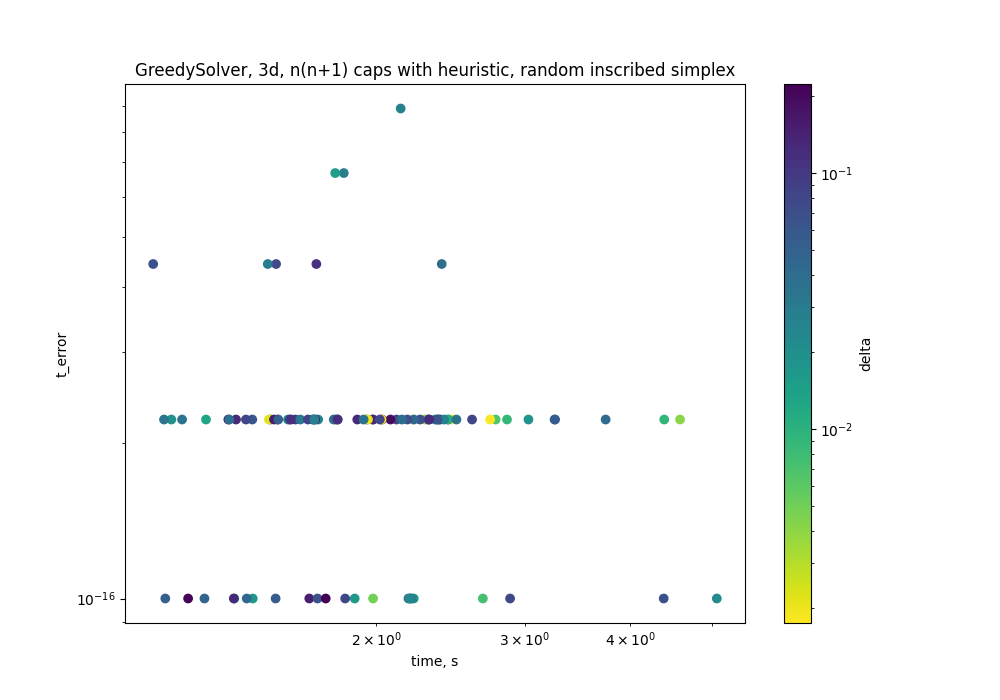 GreedySolver, 3d, n(n+1) caps with heuristic, random inscribed simplex
t_error
10⁻¹⁶
2 × 10⁰
3 × 10⁰
4 × 10⁰
time, s
10⁻¹
10⁻²
delta